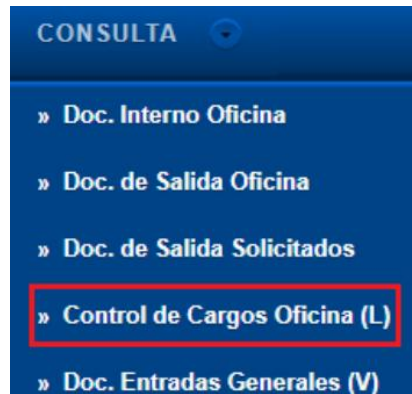 CONSULTA
» Doc. Interno Oficina
» Doc. de Salida Oficina
» Doc. de Salida Solicitados
» Control de Cargos Oficina (L)
» Doc. Entradas Generales (V)